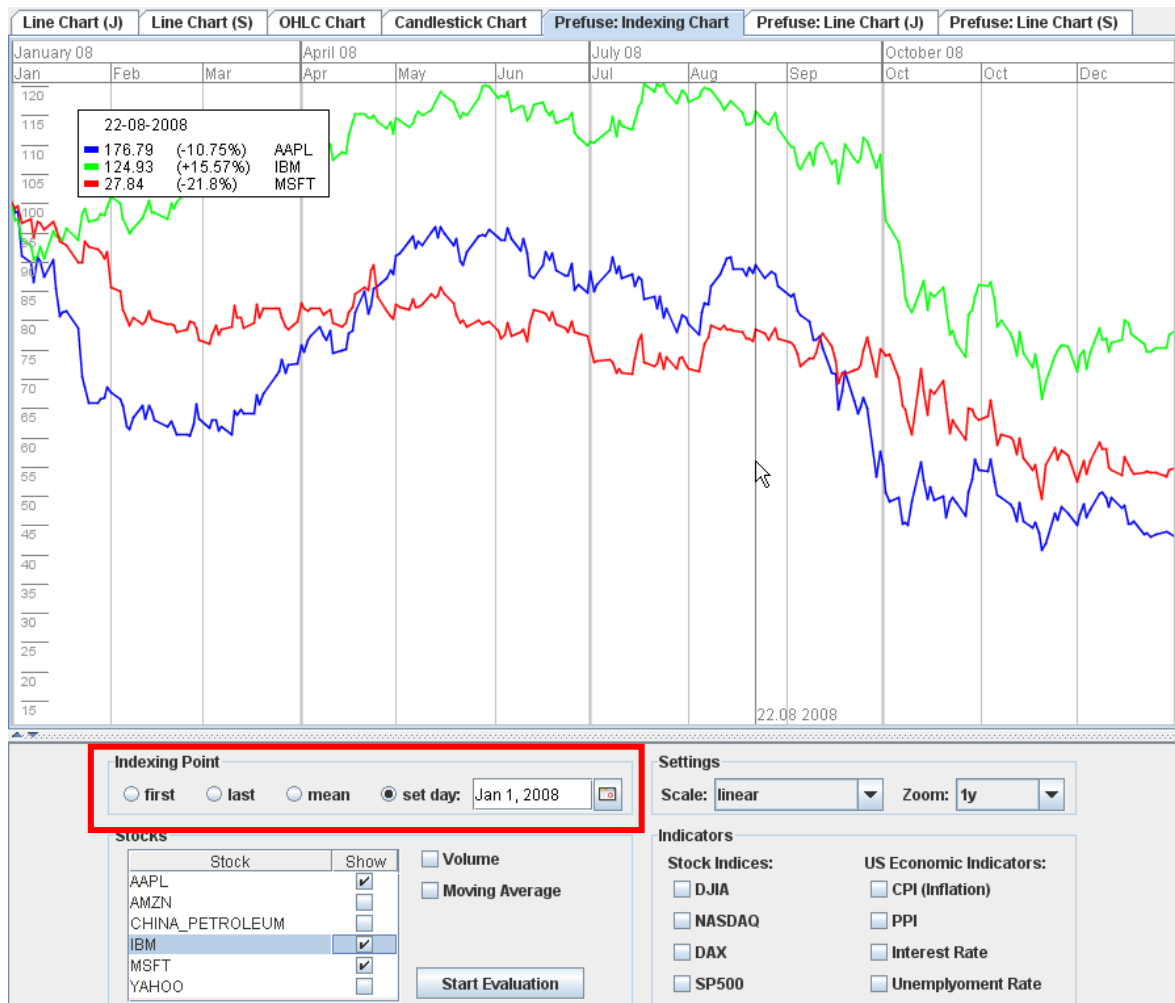 Line Chart (J) Line Chart (S) OHLC Chart Candlestick Chart Prefuse: Indexing Chart Prefuse: Line Chart (J) Prefuse: Line Chart (S)
January 08 April 08 July 08 October 08
Jan Feb Mar Apr May Jun Jul Aug Sep Oct Oct Dec
120
115
110
105
100
95
90
85
80
75
70
65
60
55
50
45
40
35
30
25
20
15
22-08-2008
176.79 (-10.75%) AAPL
124.93 (+15.57%) IBM
27.84 (-21.8%) MSFT
22.08 2008
Indexing Point
first last mean set day: Jan 1, 2008
Settings
Scale: linear Zoom: 1y
Stocks
Stock Show
AAPL
AMZN
CHINA_PETROLEUM
IBM
MSFT
YAHOO
Volume
Moving Average
Start Evaluation
Indicators
Stock Indices: US Economic Indicators:
DJIA CPI (Inflation)
NASDAQ PPI
DAX Interest Rate
SP500 Unemplyoment Rate